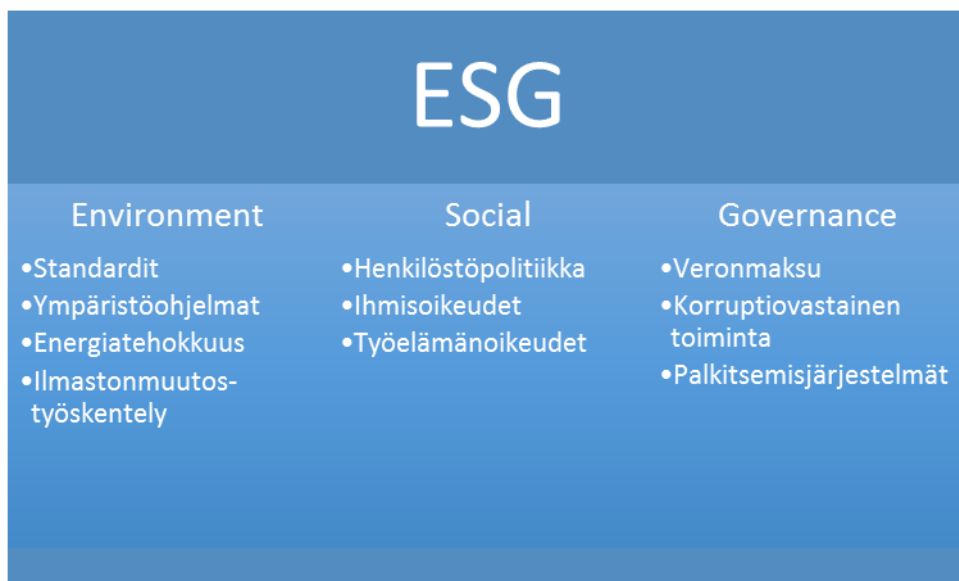 ESG
Environment
•Standardit
•Ympäristöohjelmat
•Energiatehokkuus
•Ilmastonmuutos-
työskentely
Social
•Henkilöstöpolitiikka
•Ihmisoikeudet
•Työelämänoikeudet
Governance
•Veronmaksu
•Korruptiovastainen
toiminta
•Palkitsemisjärjestelmät